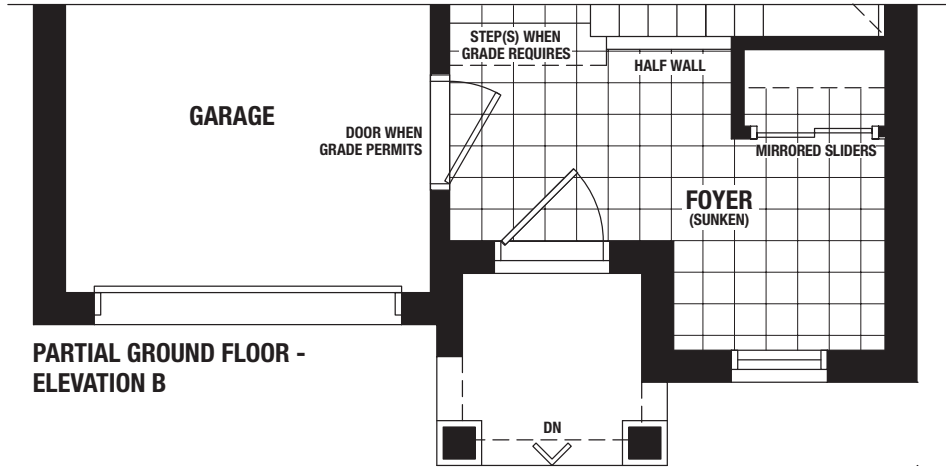 STEP(S) WHEN
GRADE REQUIRES
HALF WALL
GARAGE
DOOR WHEN
GRADE PERMITS
MIRRORED SLIDERS
FOYER
(SUNKEN)
PARTIAL GROUND FLOOR -
ELEVATION B
DN